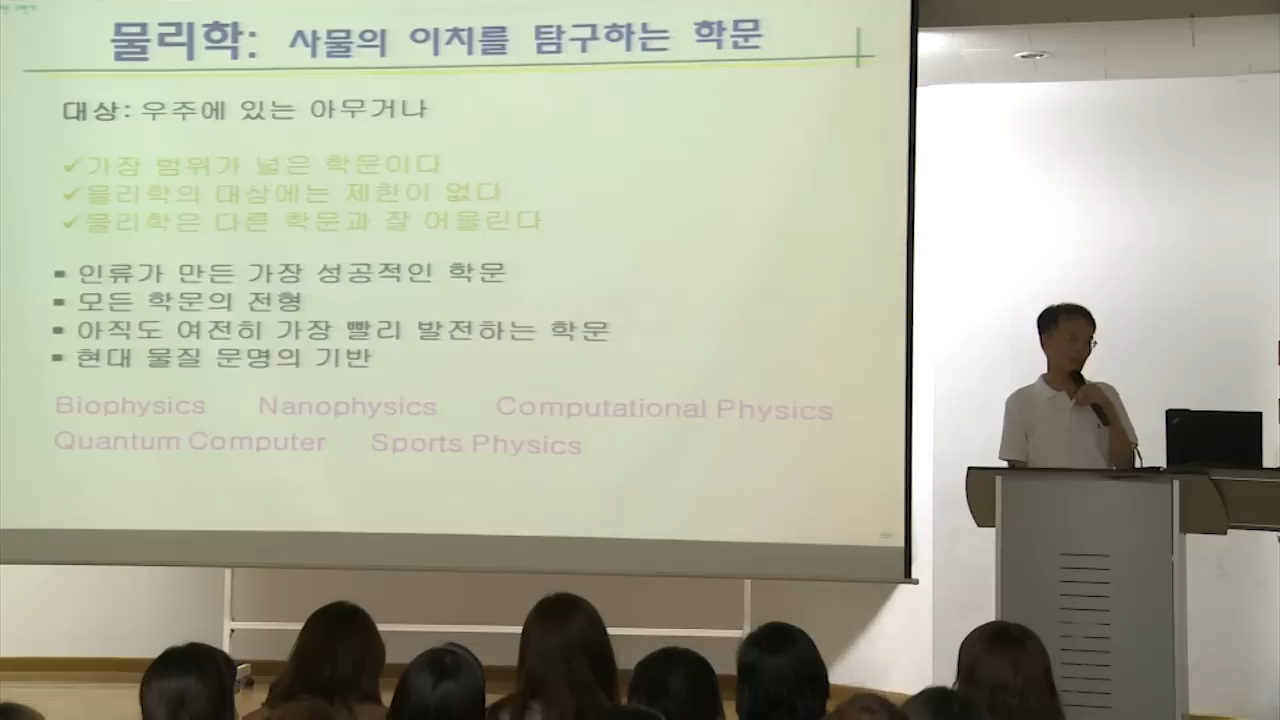 물리학: 사물의 이치를 탐구하는 학문
대상: 우주에 있는 아무거나
✓가장 범위가 넓은 학문이다
✓물리학의 대상에는 제한이 없다
✓물리학은 다른 학문과 잘 어울린다
▪ 인류가 만든 가장 성공적인 학문
▪ 모든 학문의 전형
▪ 아직도 여전히 가장 빨리 발전하는 학문
▪ 현대 물질 문명의 기반
Biophysics Nanophysics Computational Physics
Quantum Computer Sports Physics